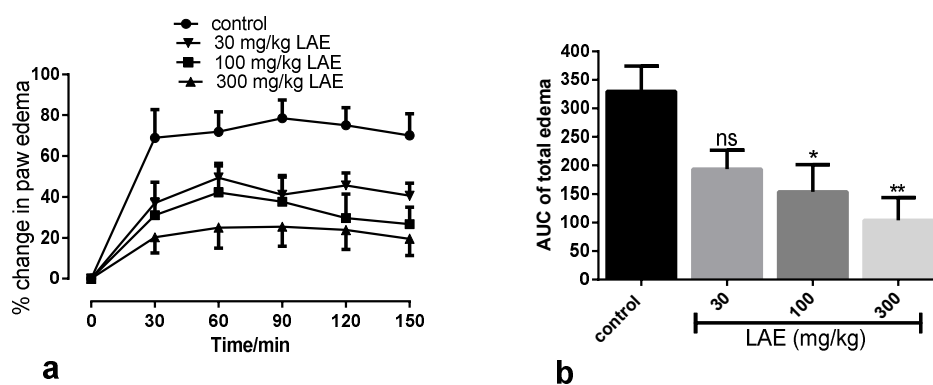 control
30 mg/kg LAE
100 mg/kg LAE
300 mg/kg LAE
% change in paw edema
100
80
60
40
20
0
0 30 60 90 120 150
Time/min
a
AUC of total edema
400
350
300
250
200
150
100
50
0
ns
*
**
control 30 100 300
LAE (mg/kg)
b